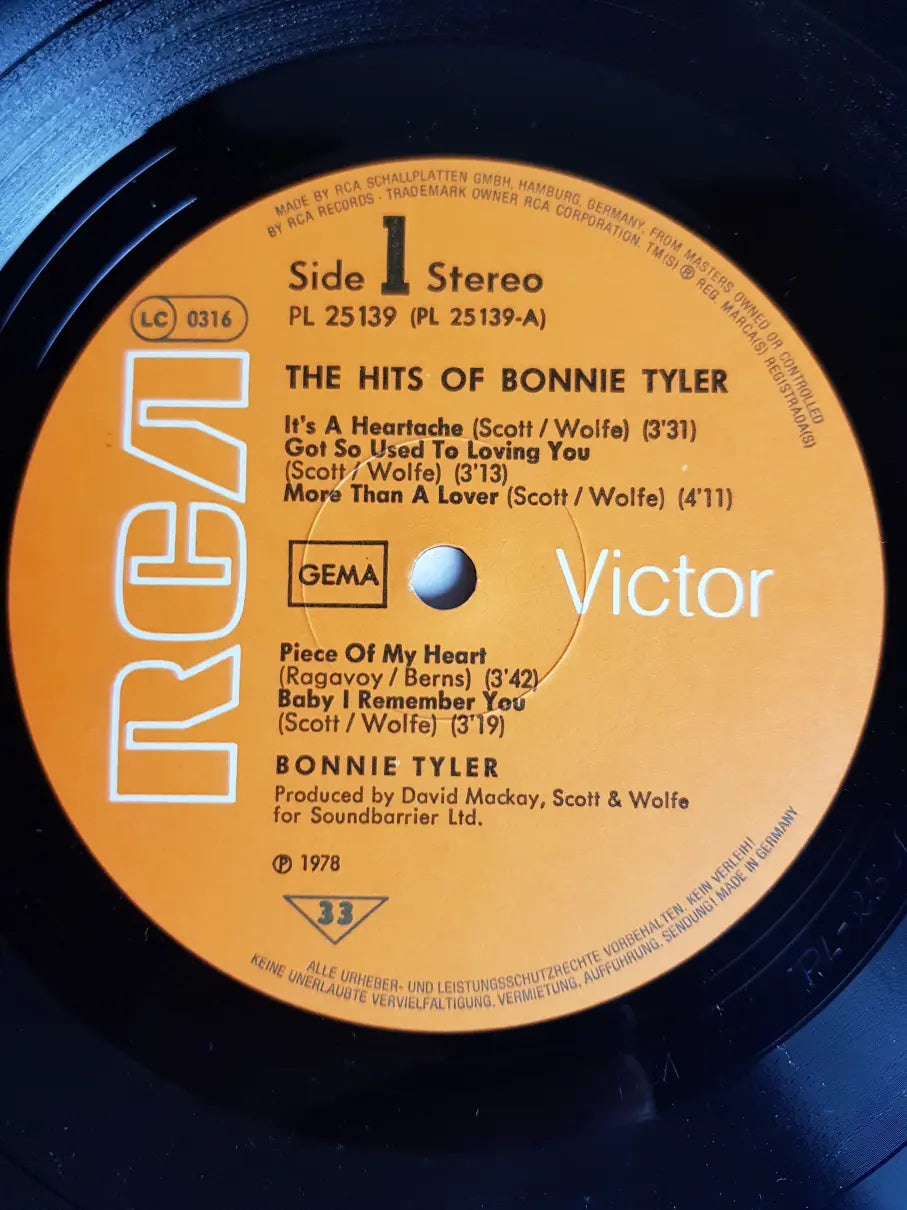 MADE BY RCA SCHALLPLATTEN GMBH, HAMBURG, GERMANY, FROM MASTERS OWNED OR CONTROLLED
BY RCA RECORDS · TRADEMARK OWNER RCA CORPORATION, TM(S) ® REG. MARCA(S) REGISTRADA(S)
Side 1 Stereo
LC 0316
PL 25139 (PL 25139-A)
THE HITS OF BONNIE TYLER
It's A Heartache (Scott / Wolfe) (3'31)
Got So Used To Loving You
(Scott / Wolfe) (3'13)
More Than A Lover (Scott / Wolfe) (4'11)
RCA
GEMA
Victor
Piece Of My Heart
(Ragavoy / Berns) (3'42)
Baby I Remember You
(Scott / Wolfe) (3'19)
BONNIE TYLER
Produced by David Mackay, Scott & Wolfe
for Soundbarrier Ltd.
℗ 1978
33
ALLE URHEBER- UND LEISTUNGSSCHUTZRECHTE VORBEHALTEN. KEIN VERLEIH!
KEINE UNERLAUBTE VERVIELFÄLTIGUNG, VERMIETUNG, AUFFÜHRUNG, SENDUNG! MADE IN GERMANY